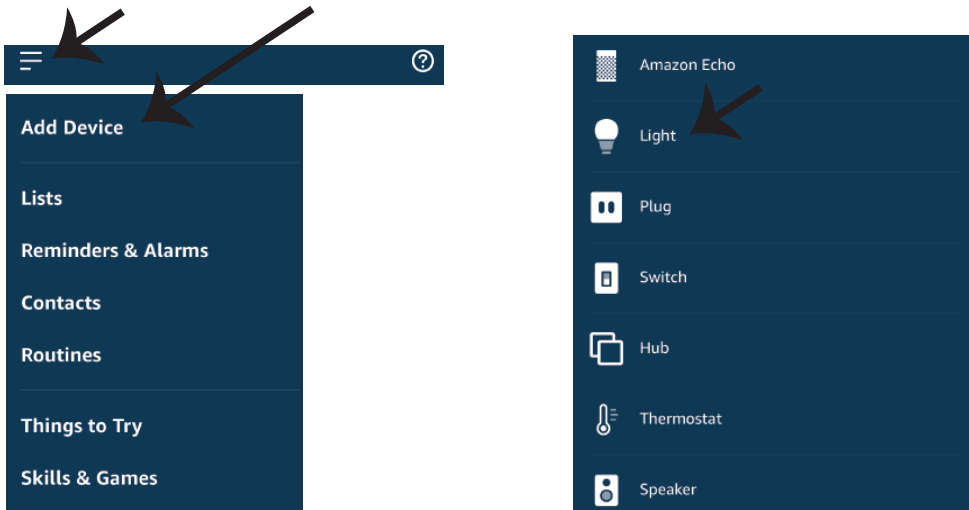 Add Device
Lists
Reminders & Alarms
Contacts
Routines
Things to Try
Skills & Games
Amazon Echo
Light
Plug
Switch
Hub
Thermostat
Speaker